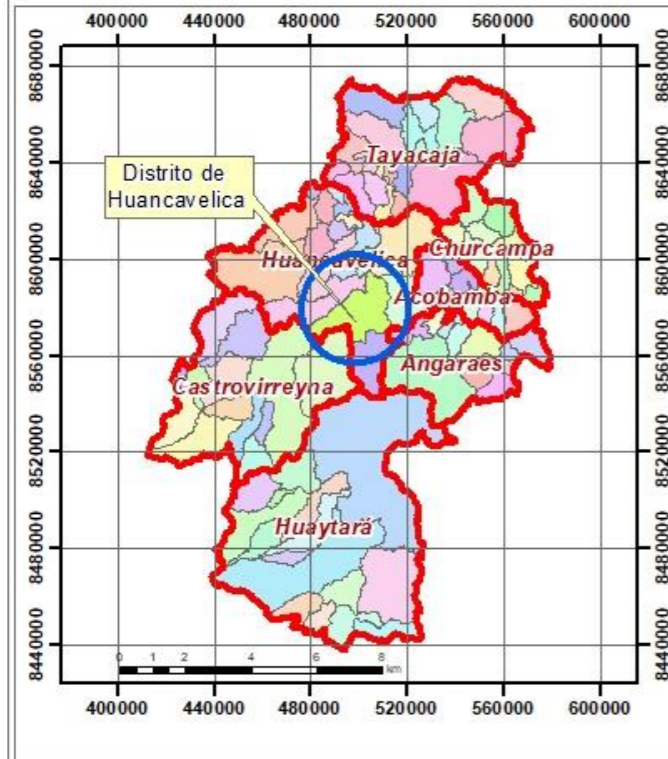 400000 440000 480000 520000 560000 600000
8680000 8680000
8640000 8640000
8600000 8600000
8560000 8560000
8520000 8520000
8480000 8480000
8440000 8440000
Tayacaja
Distrito de
Huancavelica
Churcampa
Huancavelica
Acobamba
Angaraes
Castrovirreyna
Huaytará
0 1 2 4 6 8
km
400000 440000 480000 520000 560000 600000